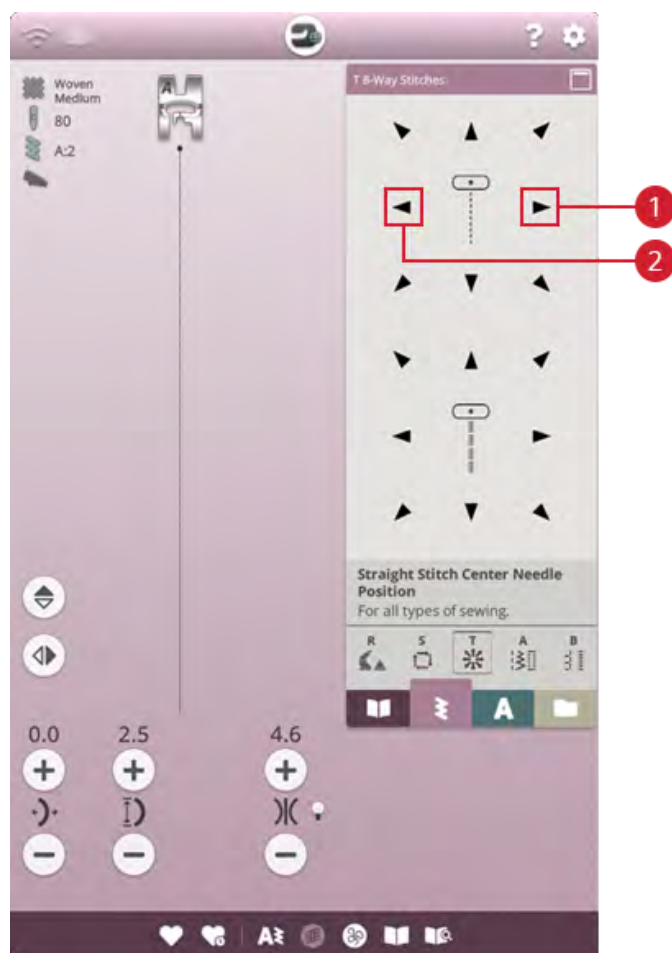 ?
T 8-Way Stitches:
Woven
Medium
80
A:2
A
1
2
Straight Stitch Center Needle
Position
For all types of sewing.
R S T A B
A
0.0 2.5 4.6
A